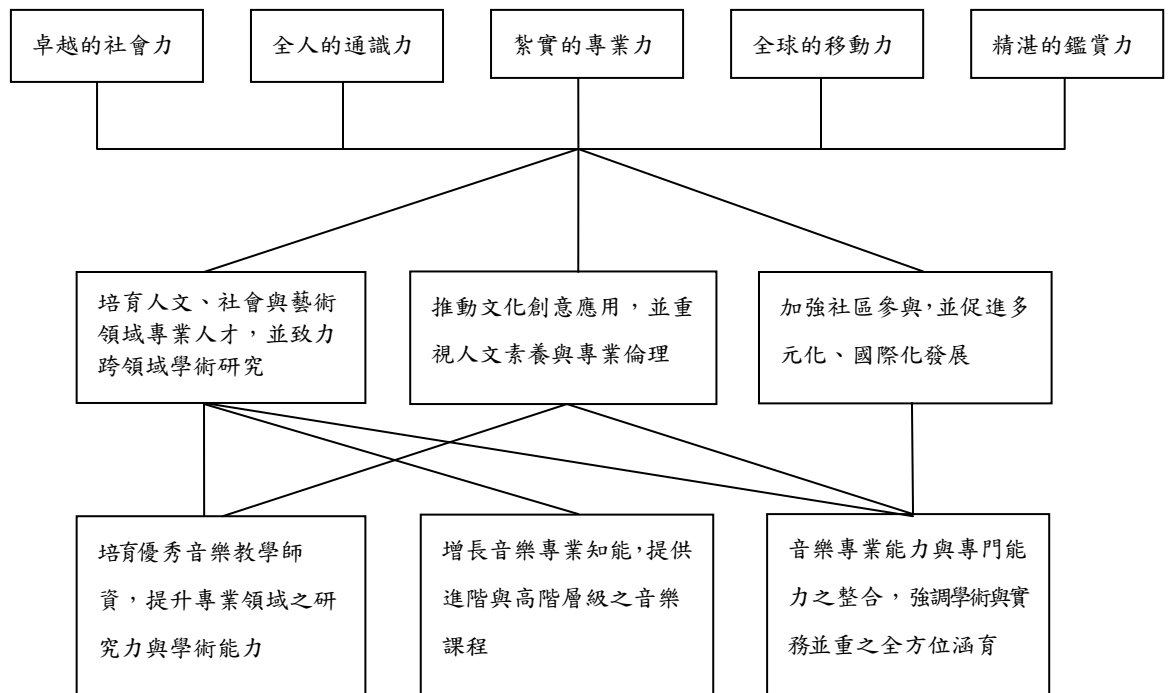 卓越的社會力
全人的通識力
紮實的專業力
全球的移動力
精湛的鑑賞力
培育人文、社會與藝術
領域專業人才，並致力
跨領域學術研究
推動文化創意應用，並重
視人文素養與專業倫理
加強社區參與，並促進多
元化、國際化發展
培育優秀音樂教學師
資，提升專業領域之研
究力與學術能力
增長音樂專業知能，提供
進階與高階層級之音樂
課程
音樂專業能力與專門能
力之整合，強調學術與實
務並重之全方位涵育